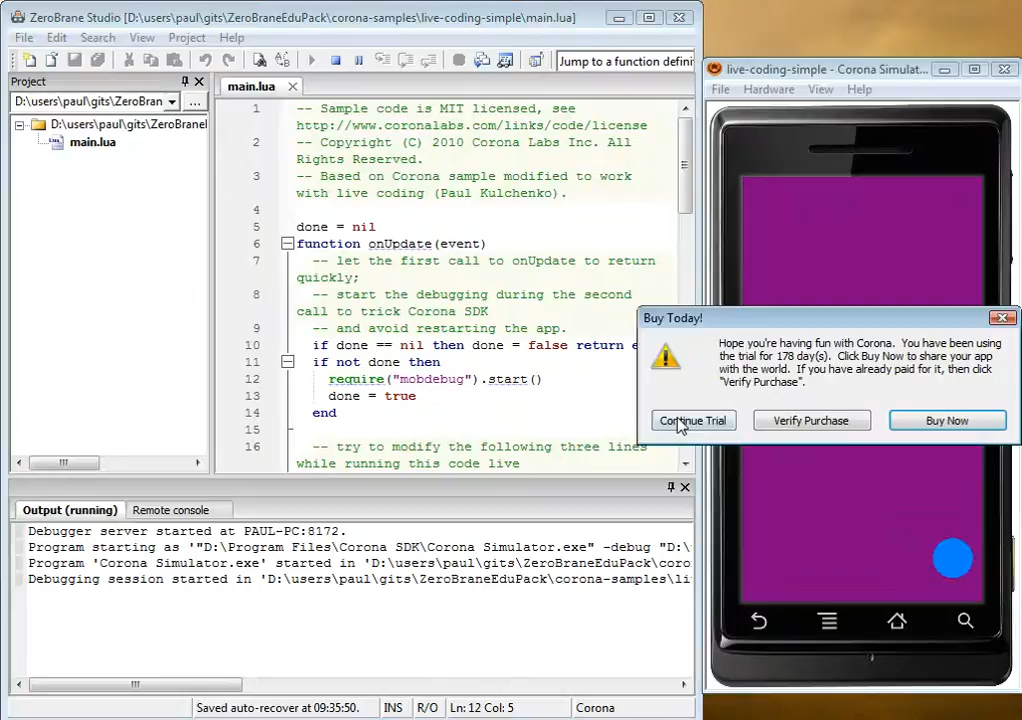 ZeroBrane Studio [D:\users\paul\gits\ZeroBraneEduPack\corona-samples\live-coding-simple\main.lua]
File Edit Search View Project Help
Jump to a function defini
Project
D:\users\paul\gits\ZeroBran
...
D:\users\paul\gits\ZeroBranel
main.lua
main.lua
1 -- Sample code is MIT licensed, see
http://www.coronalabs.com/links/code/license
2 -- Copyright (C) 2010 Corona Labs Inc. All
Rights Reserved.
3 -- Based on Corona sample modified to work
with live coding (Paul Kulchenko).
4
5 done = nil
6 function onUpdate(event)
7 -- let the first call to onUpdate to return
quickly;
8 -- start the debugging during the second
call to trick Corona SDK
9 -- and avoid restarting the app.
10 if done == nil then done = false return e
11 if not done then
12 require("mobdebug").start()
13 done = true
14 end
15
16 -- try to modify the following three lines
while running this code live
Output (running) Remote console
Debugger server started at PAUL-PC:8172.
Program starting as '"D:\Program Files\Corona SDK\Corona Simulator.exe" -debug "D:\
Program 'Corona Simulator.exe' started in 'D:\users\paul\gits\ZeroBraneEduPack\coro
Debugging session started in 'D:\users\paul\gits\ZeroBraneEduPack\corona-samples\li
Saved auto-recover at 09:35:50. INS R/O Ln: 12 Col: 5 Corona
live-coding-simple - Corona Simulat...
File Hardware View Help
Buy Today!
Hope you're having fun with Corona. You have been using
the trial for 178 day(s). Click Buy Now to share your app
with the world. If you have already paid for it, then click
"Verify Purchase".
Continue Trial Verify Purchase Buy Now